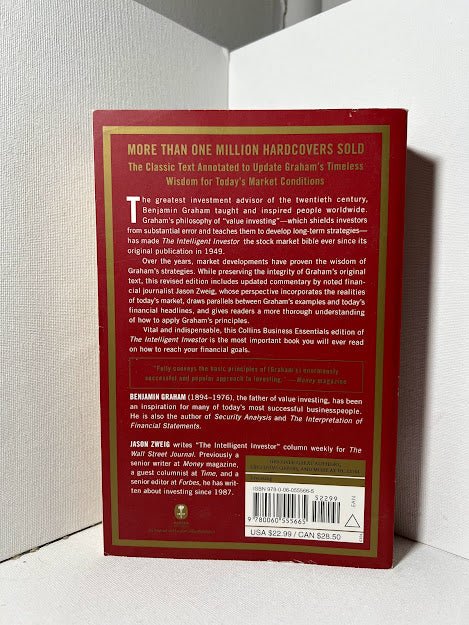 MORE THAN ONE MILLION HARDCOVERS SOLD
The Classic Text Annotated to Update Graham's Timeless
Wisdom for Today's Market Conditions
The greatest investment advisor of the twentieth century,
Benjamin Graham taught and inspired people worldwide.
Graham's philosophy of "value investing"—which shields investors
from substantial error and teaches them to develop long-term strategies—
has made The Intelligent Investor the stock market bible ever since its
original publication in 1949.
Over the years, market developments have proven the wisdom of
Graham's strategies. While preserving the integrity of Graham's original
text, this revised edition includes updated commentary by noted finan-
cial journalist Jason Zweig, whose perspective incorporates the realities
of today's market, draws parallels between Graham's examples and today's
financial headlines, and gives readers a more thorough understanding
of how to apply Graham's principles.
Vital and indispensable, this Collins Business Essentials edition of
The Intelligent Investor is the most important book you will ever read
on how to reach your financial goals.
"Fully conveys the basic principles of [Graham's] enormously
successful and popular approach to investing." —Money magazine
BENJAMIN GRAHAM (1894–1976), the father of value investing, has been
an inspiration for many of today's most successful businesspeople.
He is also the author of Security Analysis and The Interpretation of
Financial Statements.
JASON ZWEIG writes "The Intelligent Investor" column weekly for The
Wall Street Journal. Previously a
senior writer at Money magazine,
a guest columnist at Time, and a
senior editor at Forbes, he has writ-
ten about investing since 1987.
ISBN 978-0-06-055566-5
52299
9 780060 555665
EAN
USA $22.99 / CAN $28.50